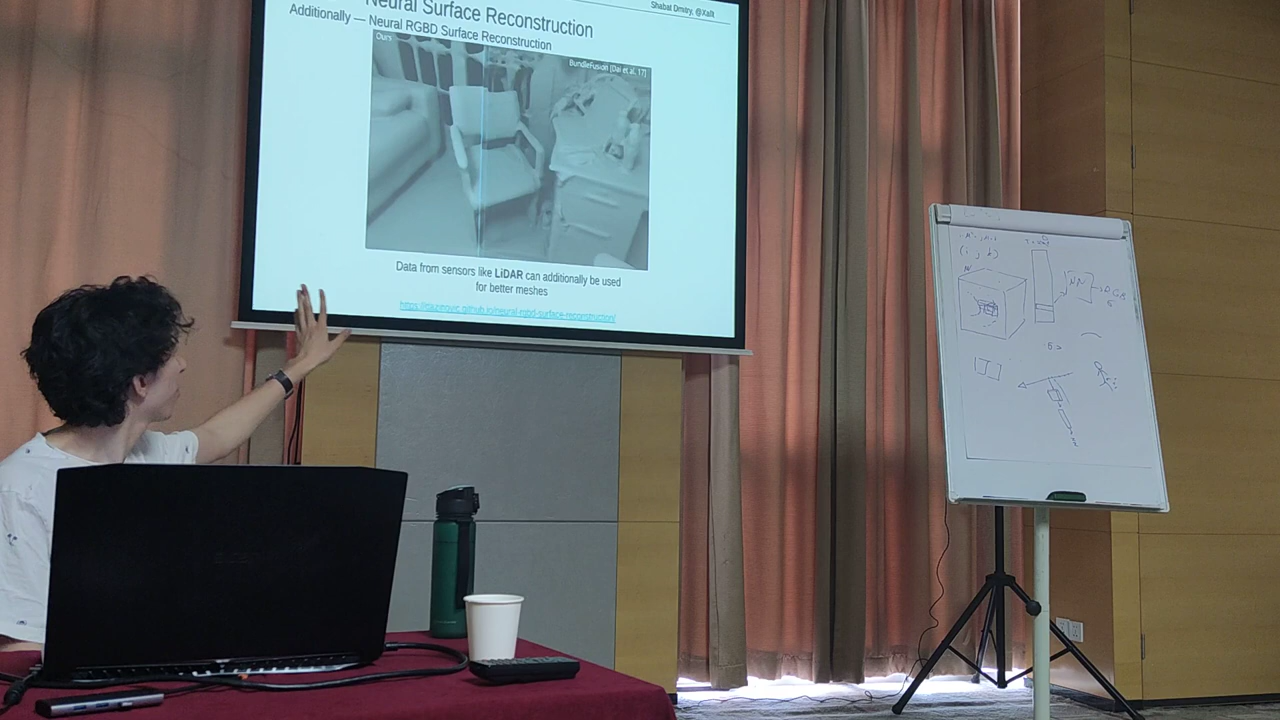 Neural Surface Reconstruction
Shabat Dmitry, @Xallt
Additionally — Neural RGBD Surface Reconstruction
Ours
BundleFusion [Dai et al. 17]
Data from sensors like LiDAR can additionally be used
for better meshes
https://dazinovic.github.io/neural-rgbd-surface-reconstruction/